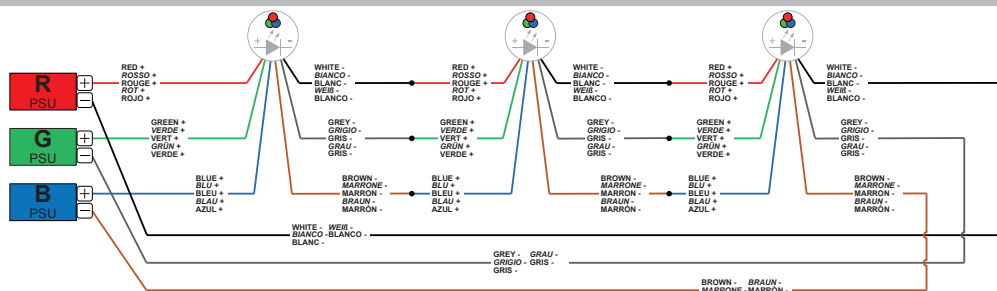 + -
+ -
+ -
R
PSU
+
−
G
PSU
+
−
B
PSU
+
−
RED +
ROSSO +
ROUGE +
ROT +
ROJO +
WHITE -
BIANCO -
BLANC -
WEIß -
BLANCO -
RED +
ROSSO +
ROUGE +
ROT +
ROJO +
WHITE -
BIANCO -
BLANC -
WEIß -
BLANCO -
RED +
ROSSO +
ROUGE +
ROT +
ROJO +
WHITE -
BIANCO -
BLANC -
WEIß -
BLANCO -
GREEN +
VERDE +
VERT +
GRÜN +
VERDE +
GREY -
GRIGIO -
GRIS -
GRAU -
GRIS -
GREEN +
VERDE +
VERT +
GRÜN +
VERDE +
GREY -
GRIGIO -
GRIS -
GRAU -
GRIS -
GREEN +
VERDE +
VERT +
GRÜN +
VERDE +
GREY -
GRIGIO -
GRIS -
GRAU -
GRIS -
BLUE +
BLU +
BLEU +
BLAU +
AZUL +
BROWN -
MARRONE -
MARRON -
BRAUN -
MARRÒN -
BLUE +
BLU +
BLEU +
BLAU +
AZUL +
BROWN -
MARRONE -
MARRON -
BRAUN -
MARRÒN -
BLUE +
BLU +
BLEU +
BLAU +
AZUL +
BROWN -
MARRONE -
MARRON -
BRAUN -
MARRÒN -
WHITE - WEIß -
BIANCO - BLANCO -
BLANC -
GREY - GRAU -
GRIGIO - GRIS -
GRIS -
BROWN - BRAUN -
MARRONE - MARRÒN -